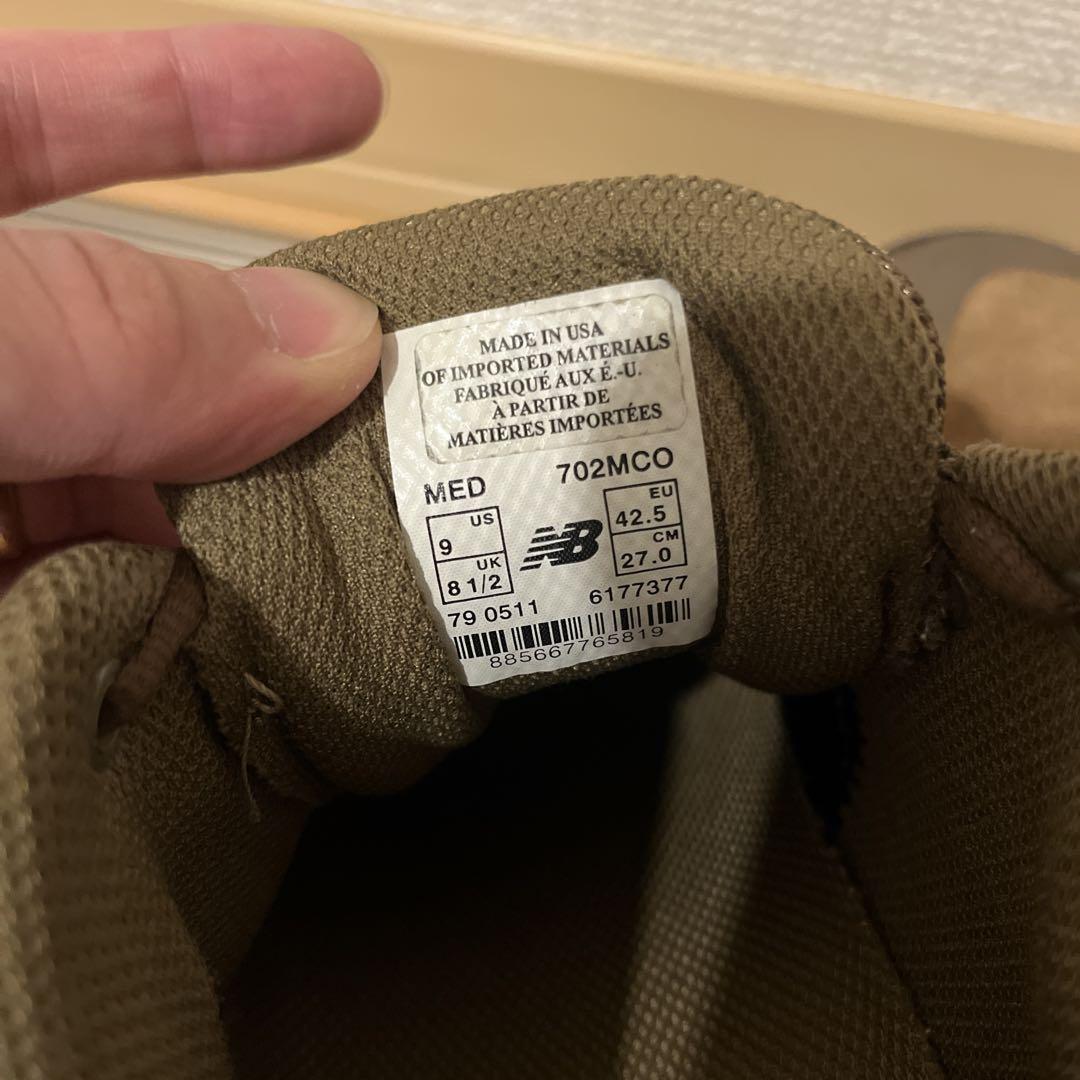 MADE IN USA
OF IMPORTED MATERIALS
FABRIQUÉ AUX É.-U.
À PARTIR DE
MATIÈRES IMPORTÉES
MED 702MCO
US EU
9 42.5
UK CM
8 1/2 27.0
NB
79 0511 6177377
885667765819